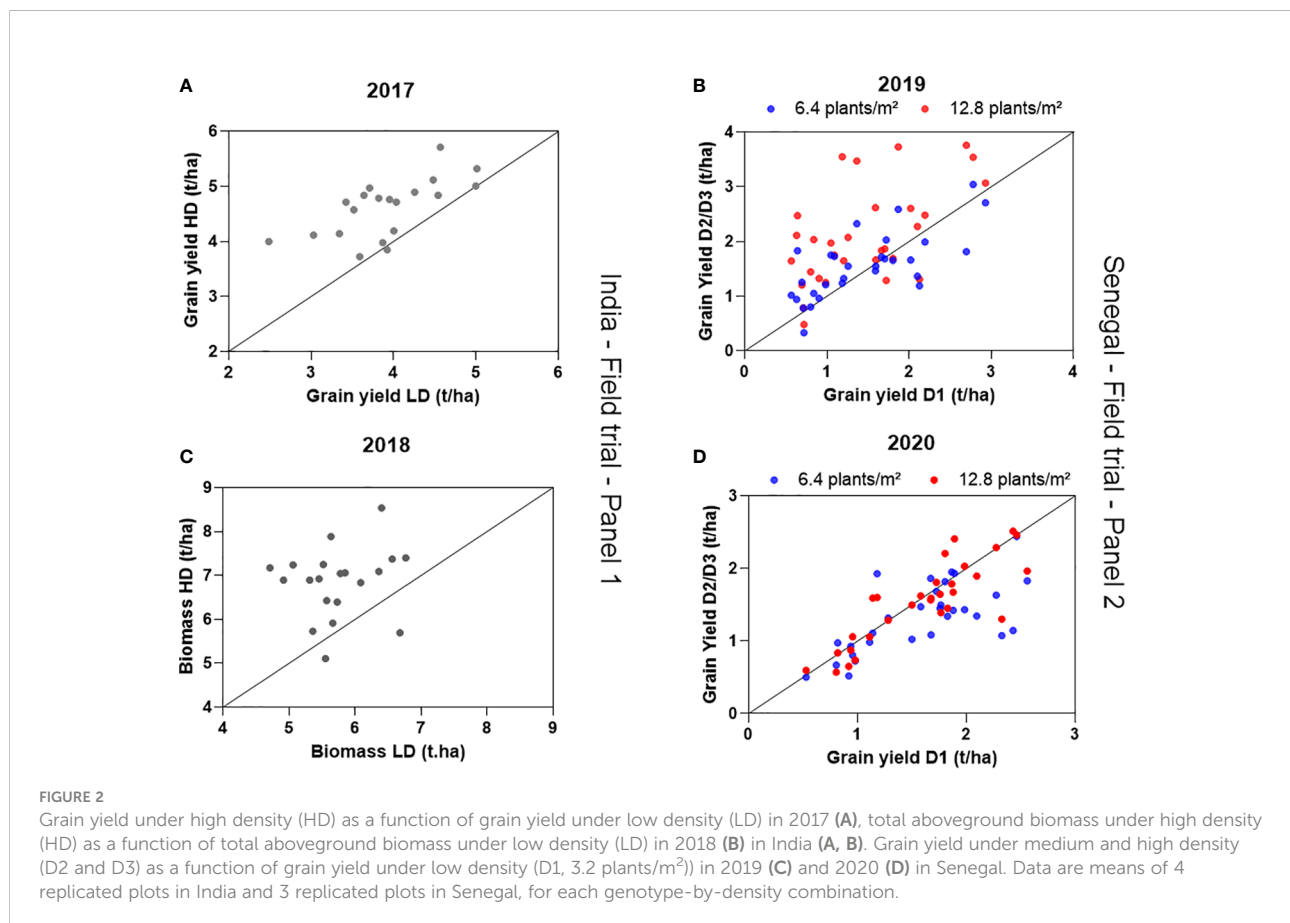 A
2017
6
5
4
3
2
2 3 4 5 6
Grain yield HD (t/ha)
Grain yield LD (t/ha)
India - Field trial - Panel 1
B
2019
6.4 plants/m² 12.8 plants/m²
4
3
2
1
0
0 1 2 3 4
Grain Yield D2/D3 (t/ha)
Grain yield D1 (t/ha)
Senegal - Field trial - Panel 2
C
2018
9
8
7
6
5
4
4 5 6 7 8 9
Biomass HD (t/ha)
Biomass LD (t.ha)
D
2020
6.4 plants/m² 12.8 plants/m²
3
2
1
0
0 1 2 3
Grain Yield D2/D3 (t/ha)
Grain yield D1 (t/ha)
FIGURE 2
Grain yield under high density (HD) as a function of grain yield under low density (LD) in 2017 (A), total aboveground biomass under high density
(HD) as a function of total aboveground biomass under low density (LD) in 2018 (B) in India (A, B). Grain yield under medium and high density
(D2 and D3) as a function of grain yield under low density (D1, 3.2 plants/m²)) in 2019 (C) and 2020 (D) in Senegal. Data are means of 4
replicated plots in India and 3 replicated plots in Senegal, for each genotype-by-density combination.